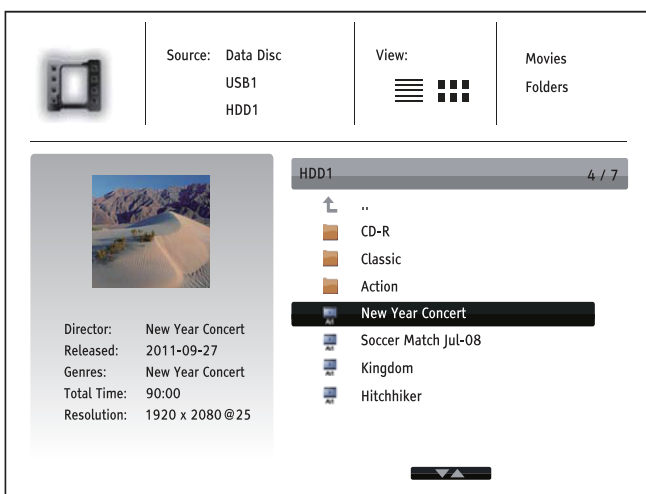 Source: Data Disc
USB1
HDD1
View:
Movies
Folders
Director: New Year Concert
Released: 2011-09-27
Genres: New Year Concert
Total Time: 90:00
Resolution: 1920 x 2080@25
HDD1 4 / 7
..
CD-R
Classic
Action
New Year Concert
Soccer Match Jul-08
Kingdom
Hitchhiker